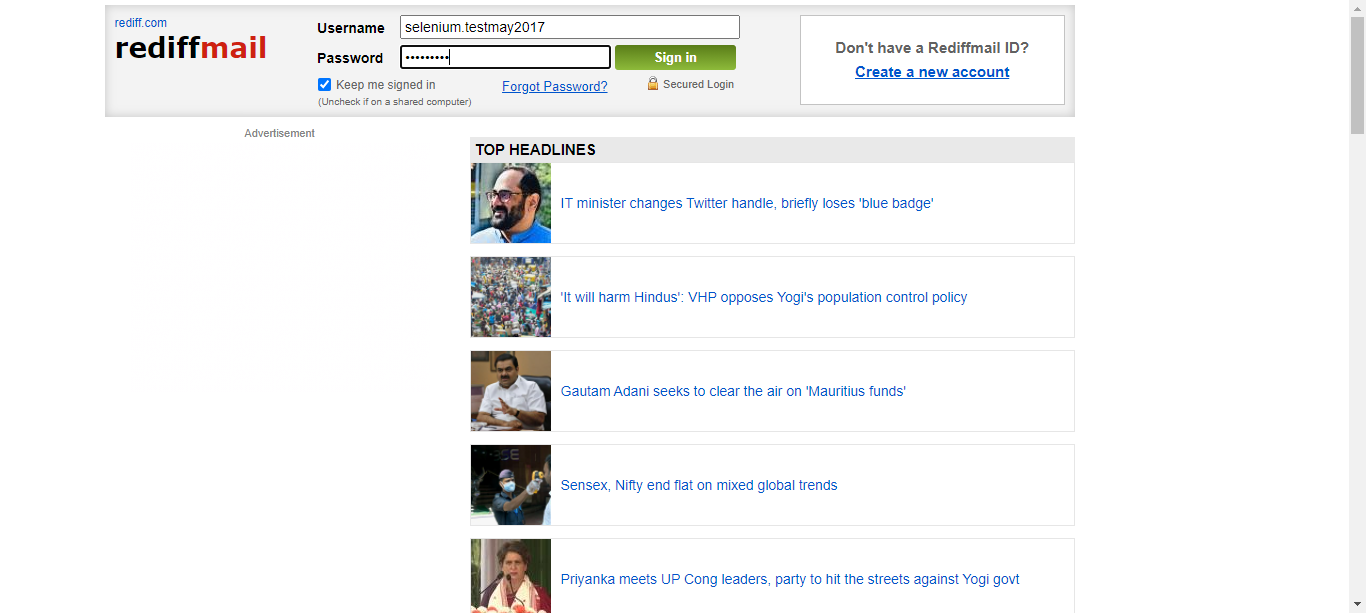 rediff.com
rediffmail
Username
selenium.testmay2017
Password
•••••••••
Sign in
Keep me signed in
(Uncheck if on a shared computer)
Forgot Password?
Secured Login
Don't have a Rediffmail ID?
Create a new account
Advertisement
TOP HEADLINES
IT minister changes Twitter handle, briefly loses 'blue badge'
'It will harm Hindus': VHP opposes Yogi's population control policy
Gautam Adani seeks to clear the air on 'Mauritius funds'
Sensex, Nifty end flat on mixed global trends
Priyanka meets UP Cong leaders, party to hit the streets against Yogi govt